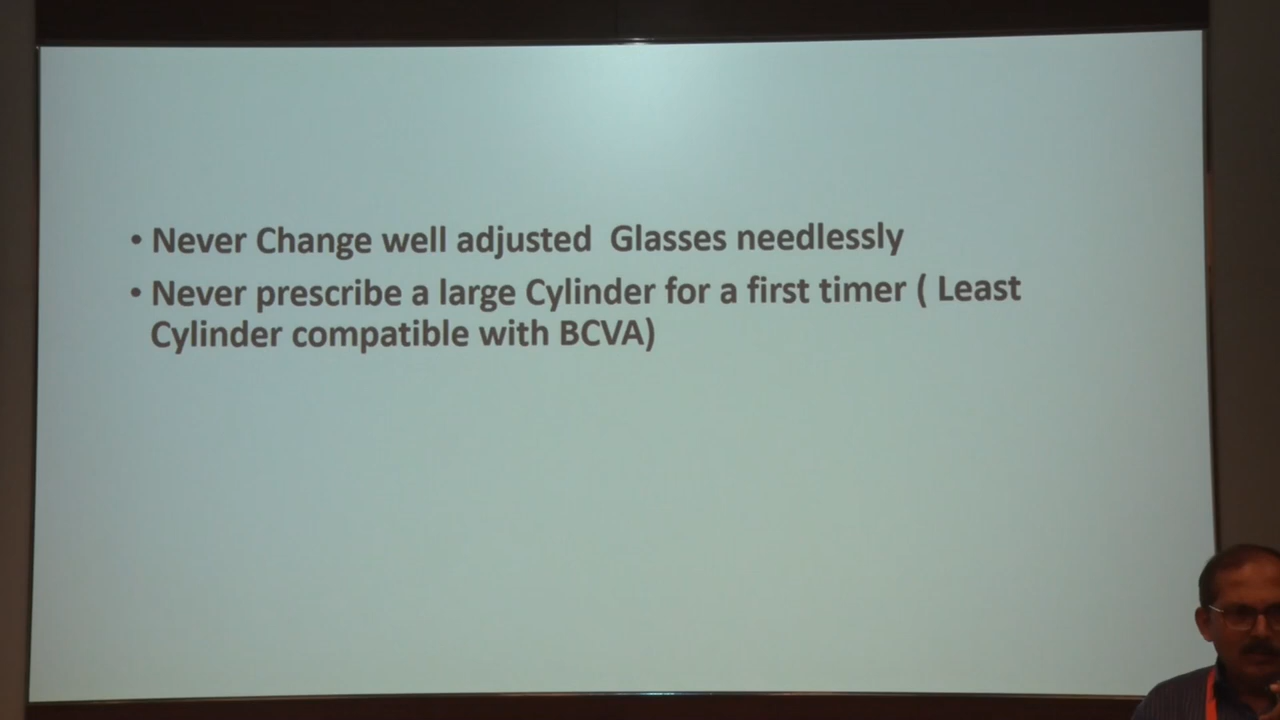 • Never Change well adjusted  Glasses needlessly
• Never prescribe a large Cylinder for a first timer ( Least
Cylinder compatible with BCVA)